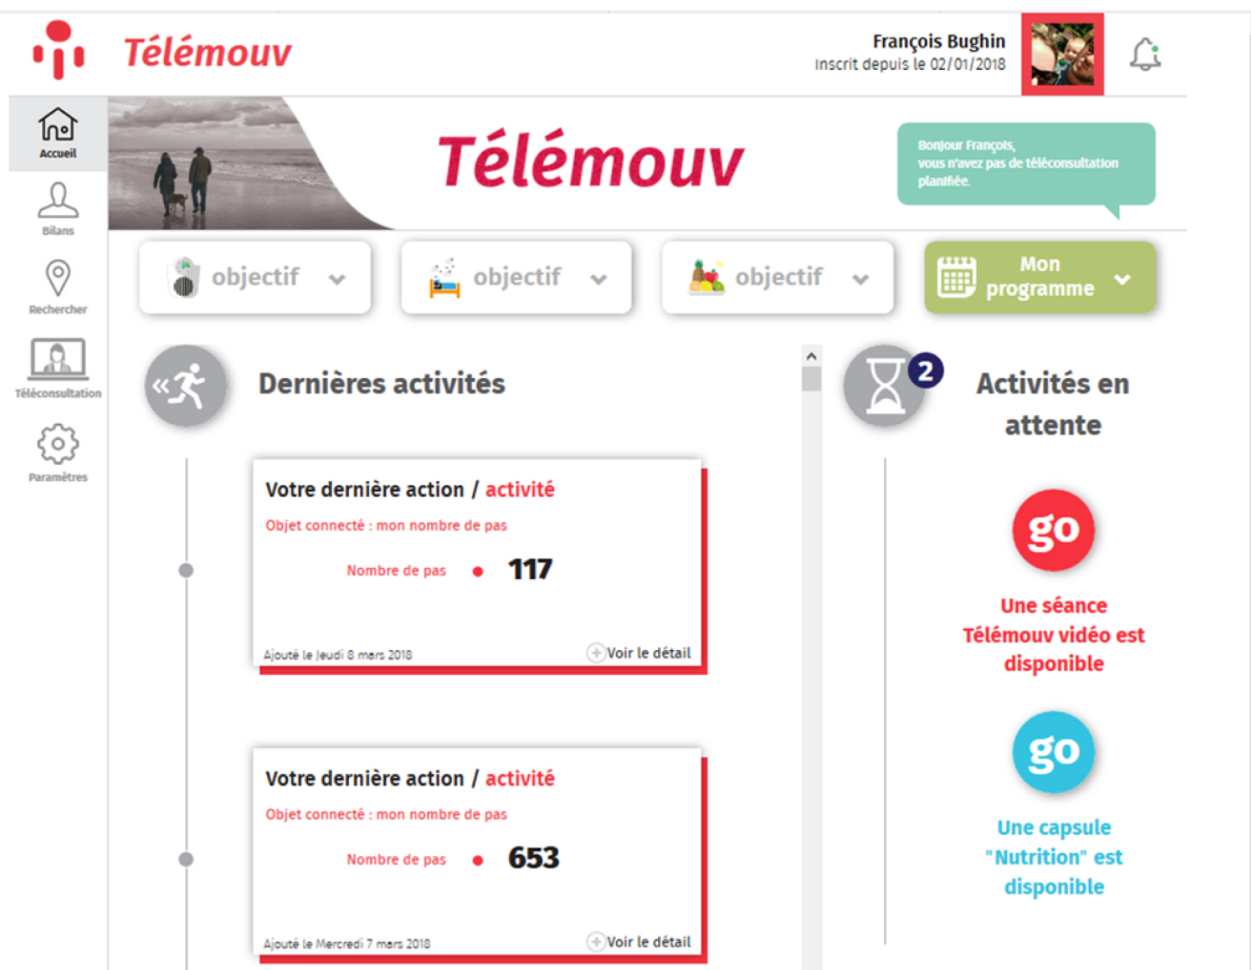 Télémouv
François Bughin
Inscrit depuis le 02/01/2018
Accueil
Bilans
Rechercher
Téléconsultation
Paramètres
Télémouv
Bonjour François,
vous n'avez pas de téléconsultation
planifiée.
objectif
objectif
objectif
Mon
programme
Dernières activités
Votre dernière action / activité
Objet connecté : mon nombre de pas
Nombre de pas • 117
Ajouté le Jeudi 8 mars 2018
Voir le détail
Votre dernière action / activité
Objet connecté : mon nombre de pas
Nombre de pas • 653
Ajouté le Mercredi 7 mars 2018
Voir le détail
2
Activités en
attente
go
Une séance
Télémouv vidéo est
disponible
go
Une capsule
"Nutrition" est
disponible